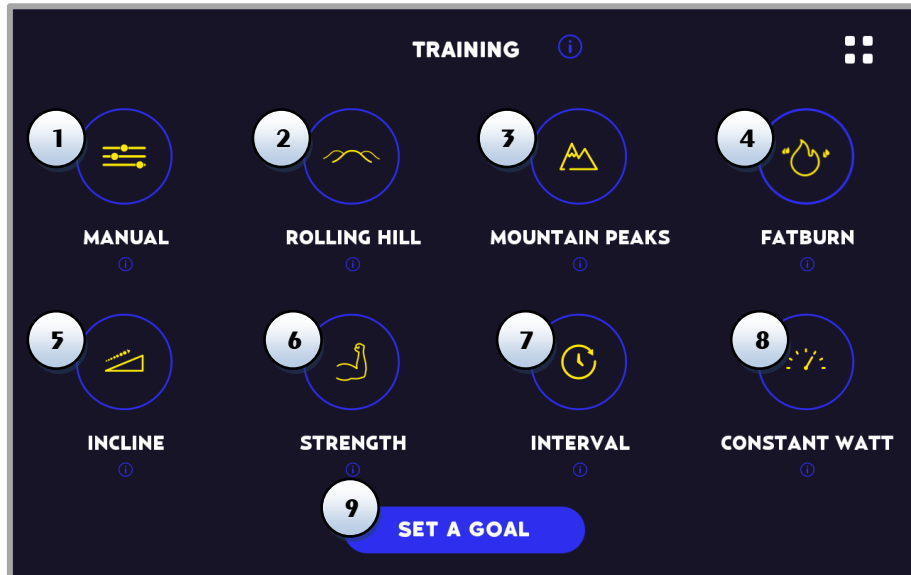 TRAINING
1
2
3
4
MANUAL
ROLLING HILL
MOUNTAIN PEAKS
FATBURN
5
6
7
8
INCLINE
STRENGTH
INTERVAL
CONSTANT WATT
9
SET A GOAL